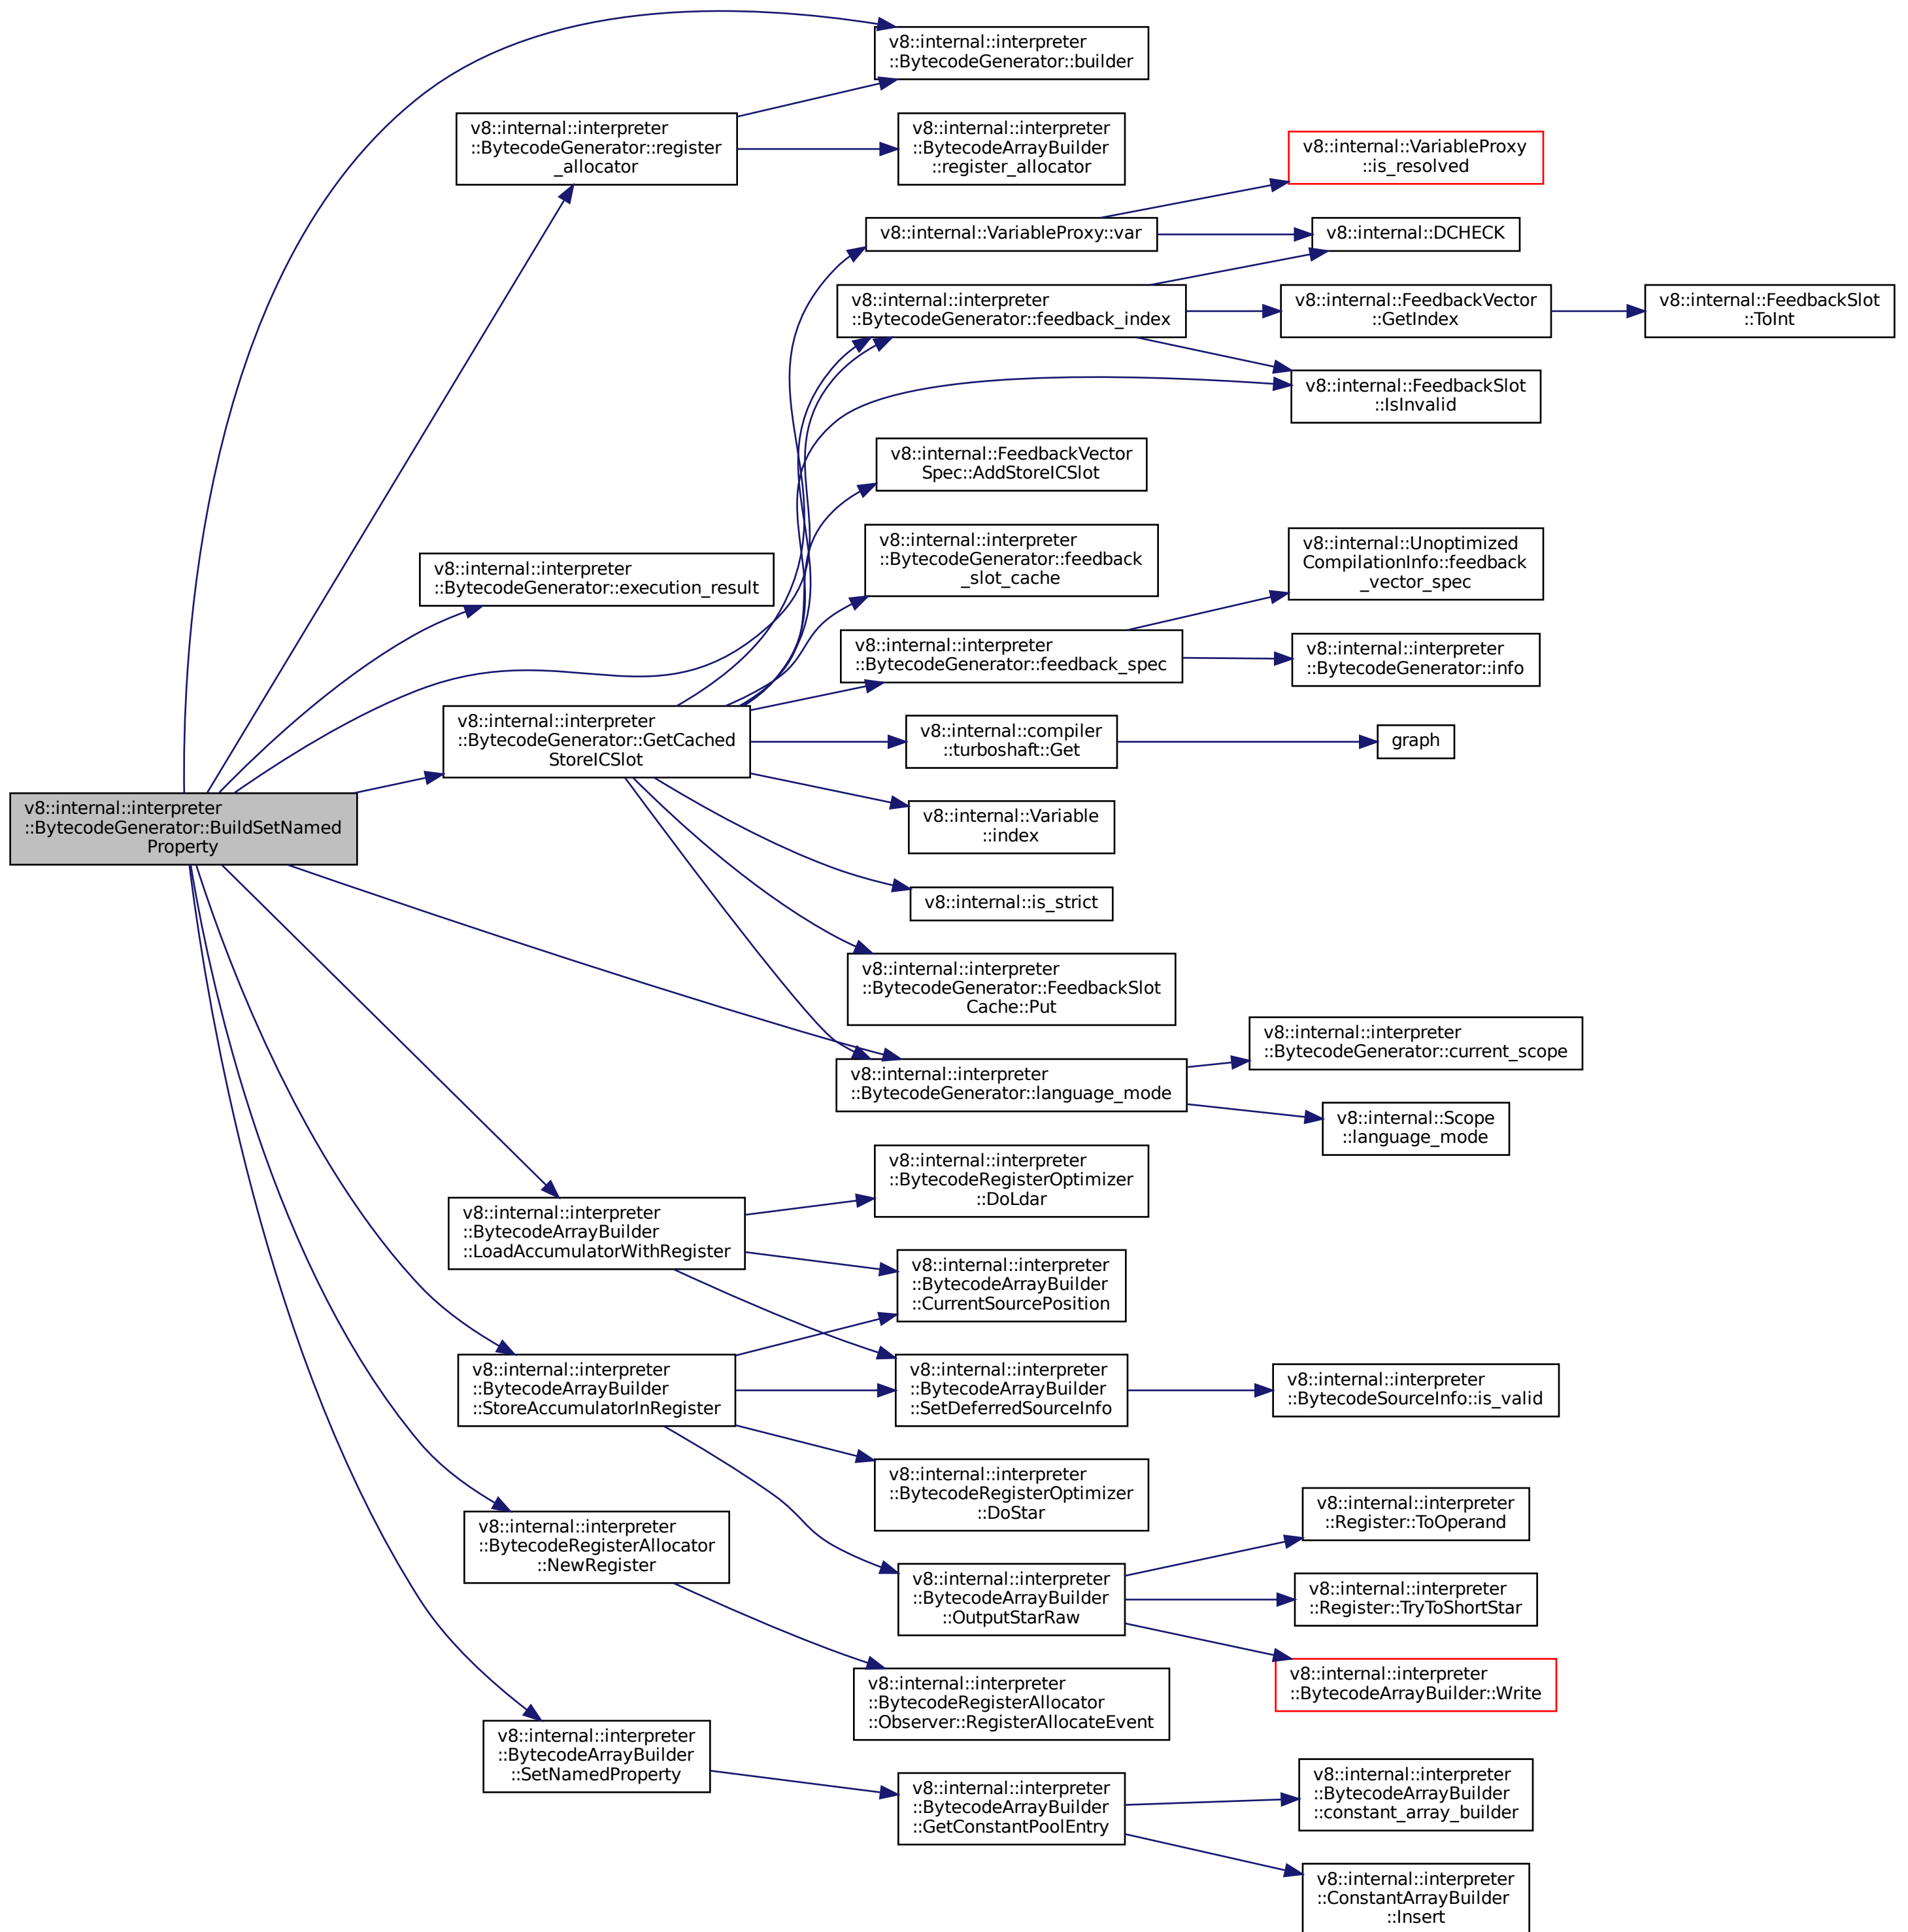 v8::internal::interpreter
::BytecodeGenerator::BuildSetNamed
Property
v8::internal::interpreter
::BytecodeGenerator::builder
v8::internal::interpreter
::BytecodeGenerator::register
_allocator
v8::internal::interpreter
::BytecodeArrayBuilder
::register_allocator
v8::internal::interpreter
::BytecodeGenerator::execution_result
v8::internal::interpreter
::BytecodeGenerator::GetCached
StoreICSlot
v8::internal::VariableProxy::var
v8::internal::VariableProxy
::is_resolved
v8::internal::DCHECK
v8::internal::interpreter
::BytecodeGenerator::feedback_index
v8::internal::FeedbackVector
::GetIndex
v8::internal::FeedbackSlot
::ToInt
v8::internal::FeedbackSlot
::IsInvalid
v8::internal::FeedbackVector
Spec::AddStoreICSlot
v8::internal::interpreter
::BytecodeGenerator::feedback
_slot_cache
v8::internal::interpreter
::BytecodeGenerator::feedback_spec
v8::internal::Unoptimized
CompilationInfo::feedback
_vector_spec
v8::internal::interpreter
::BytecodeGenerator::info
v8::internal::compiler
::turboshaft::Get
graph
v8::internal::Variable
::index
v8::internal::is_strict
v8::internal::interpreter
::BytecodeGenerator::FeedbackSlot
Cache::Put
v8::internal::interpreter
::BytecodeGenerator::language_mode
v8::internal::interpreter
::BytecodeGenerator::current_scope
v8::internal::Scope
::language_mode
v8::internal::interpreter
::BytecodeArrayBuilder
::LoadAccumulatorWithRegister
v8::internal::interpreter
::BytecodeRegisterOptimizer
::DoLdar
v8::internal::interpreter
::BytecodeArrayBuilder
::CurrentSourcePosition
v8::internal::interpreter
::BytecodeArrayBuilder
::StoreAccumulatorInRegister
v8::internal::interpreter
::BytecodeArrayBuilder
::SetDeferredSourceInfo
v8::internal::interpreter
::BytecodeSourceInfo::is_valid
v8::internal::interpreter
::BytecodeRegisterOptimizer
::DoStar
v8::internal::interpreter
::BytecodeArrayBuilder
::OutputStarRaw
v8::internal::interpreter
::Register::ToOperand
v8::internal::interpreter
::Register::TryToShortStar
v8::internal::interpreter
::BytecodeArrayBuilder::Write
v8::internal::interpreter
::BytecodeRegisterAllocator
::NewRegister
v8::internal::interpreter
::BytecodeRegisterAllocator
::Observer::RegisterAllocateEvent
v8::internal::interpreter
::BytecodeArrayBuilder
::SetNamedProperty
v8::internal::interpreter
::BytecodeArrayBuilder
::GetConstantPoolEntry
v8::internal::interpreter
::BytecodeArrayBuilder
::constant_array_builder
v8::internal::interpreter
::ConstantArrayBuilder
::Insert